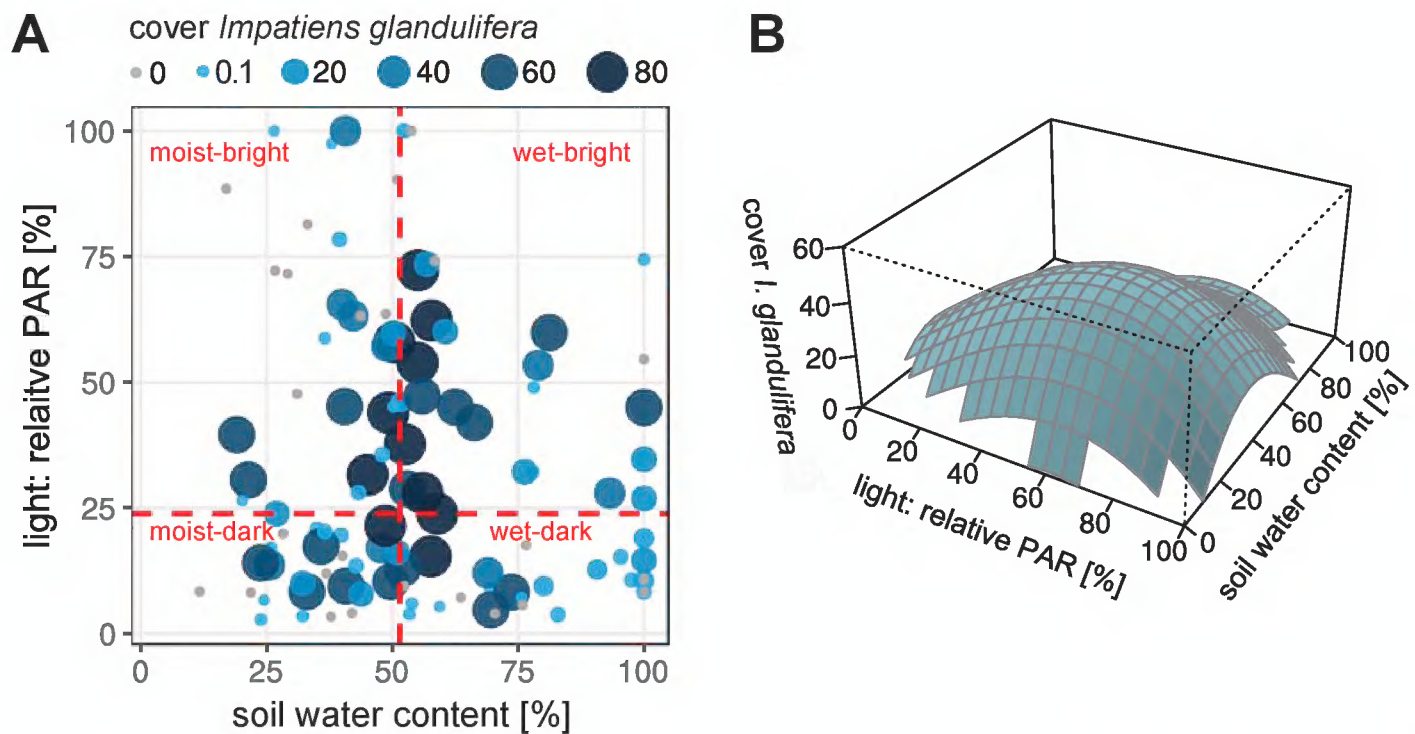 A
cover Impatiens glandulifera
0 0.1 20 40 60 80
100
75
50
25
0
light: relaitve PAR [%]
moist-bright
wet-bright
moist-dark
wet-dark
0 25 50 75 100
soil water content [%]
B
cover I. glandulifera
60
40
20
0
0
20
40
60
80
100
light: relative PAR [%]
0
20
40
60
80
100
soil water content [%]